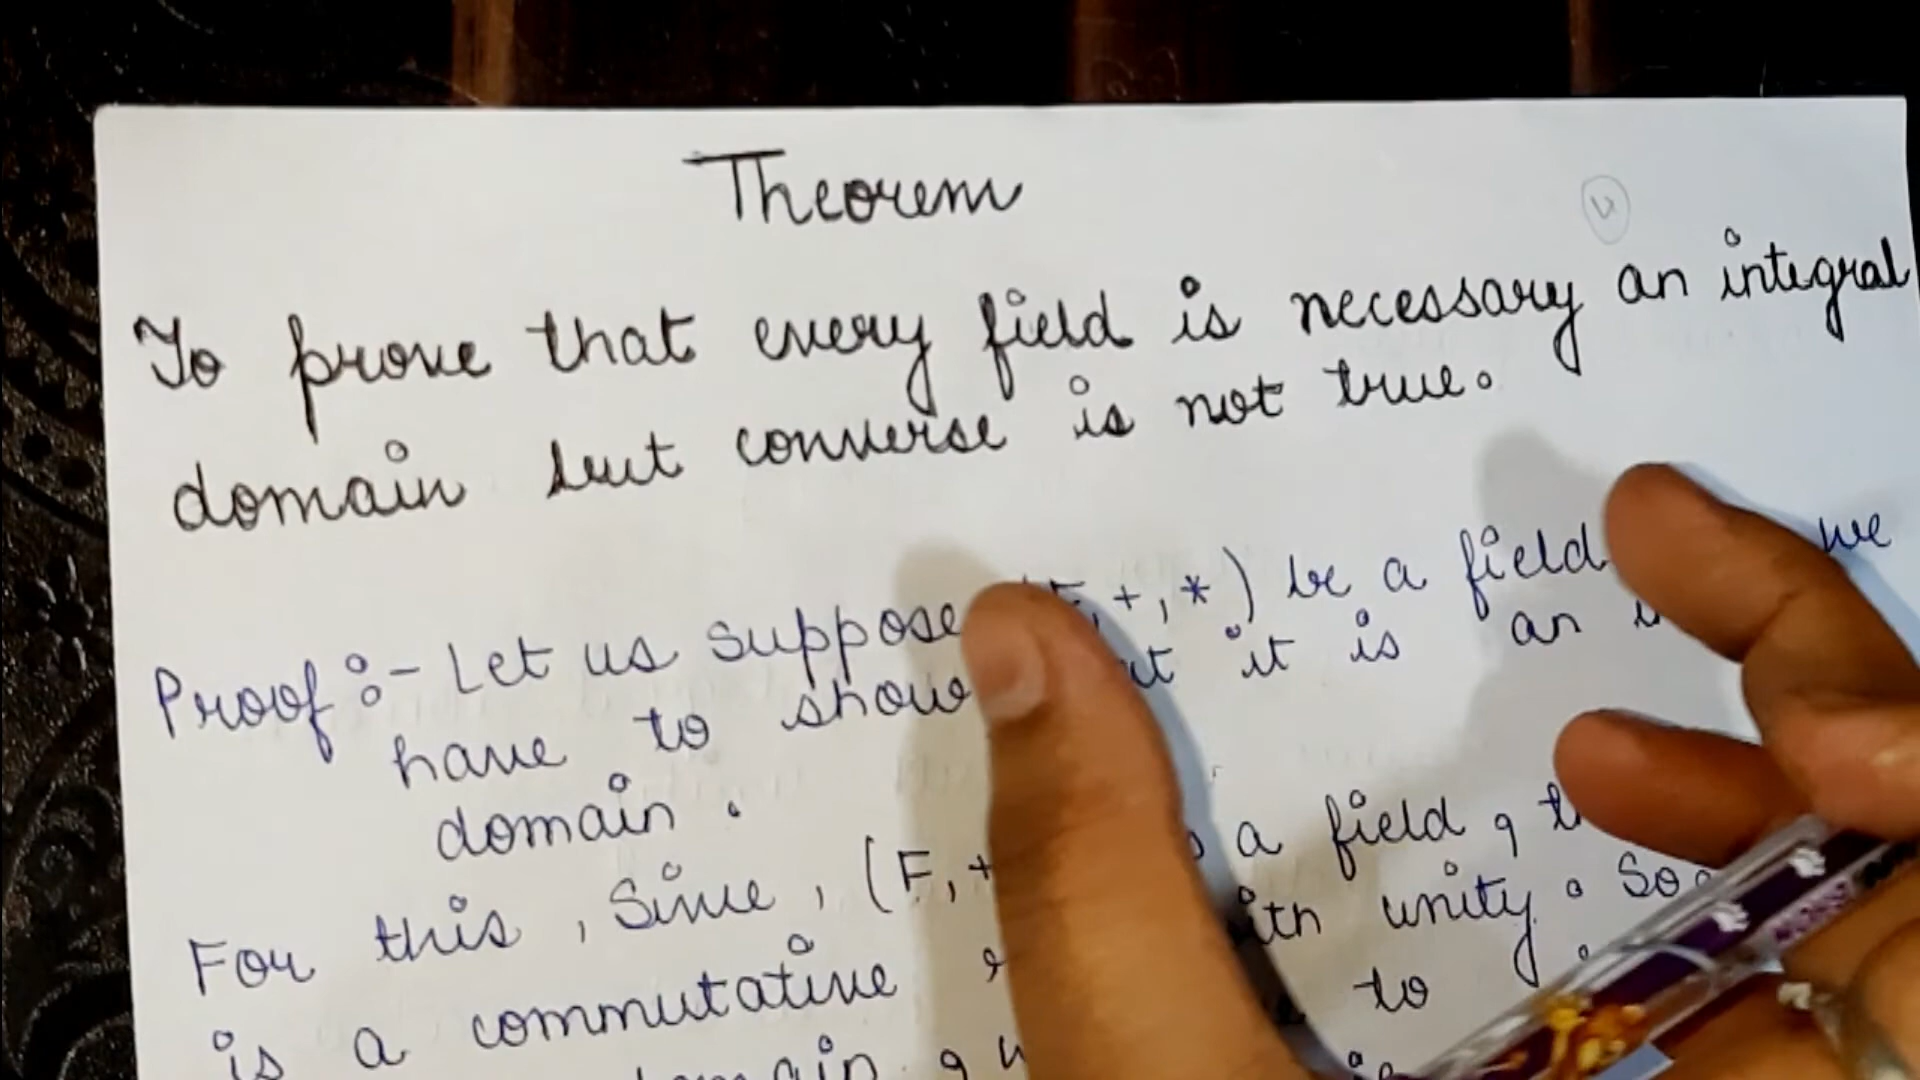 Theorem
To prove that every field is necessary an integral
domain but converse is not true.
Proof :- Let us suppose , + , *) be a field we
have to show it is an
domain .
For this , Since , (F, + a field ,
is a commutative with unity . So
to